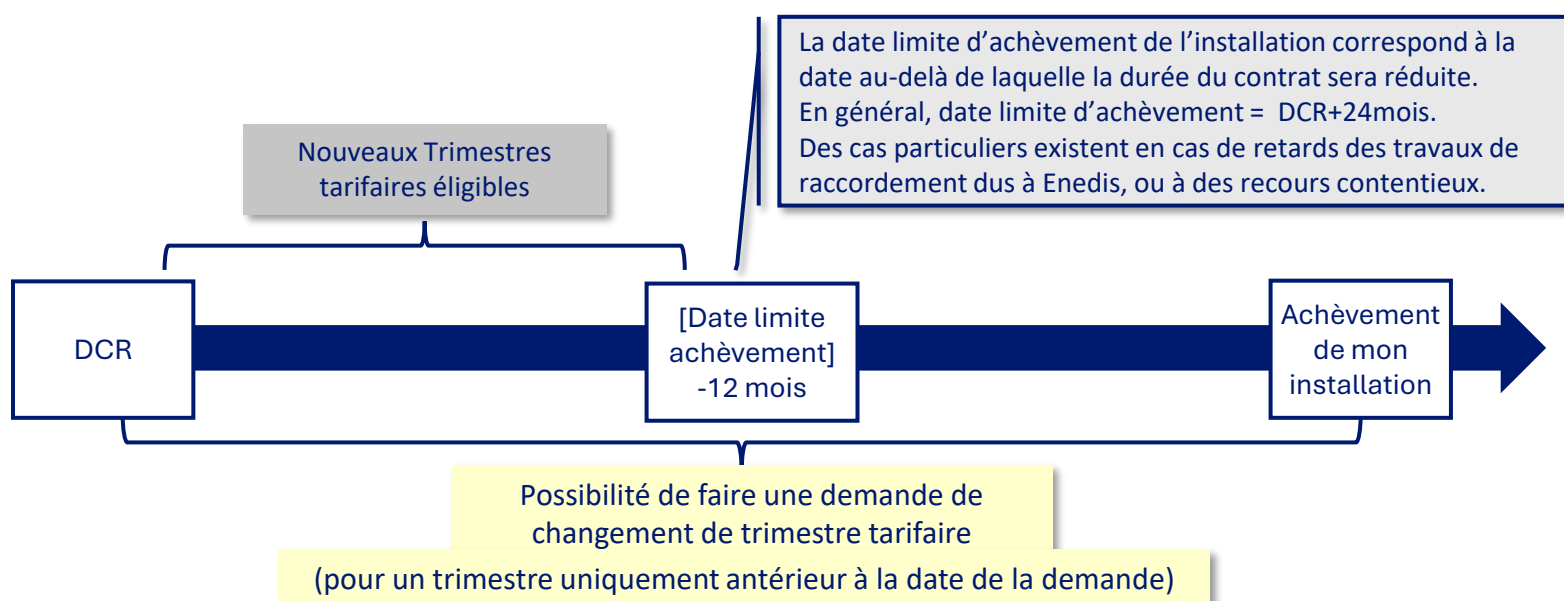 La date limite d’achèvement de l’installation correspond à la
date au-delà de laquelle la durée du contrat sera réduite.
En général, date limite d’achèvement = DCR+24mois.
Des cas particuliers existent en cas de retards des travaux de
raccordement dus à Enedis, ou à des recours contentieux.
Nouveaux Trimestres
tarifaires éligibles
DCR
[Date limite
achèvement]
-12 mois
Achèvement
de mon
installation
Possibilité de faire une demande de
changement de trimestre tarifaire
(pour un trimestre uniquement antérieur à la date de la demande)